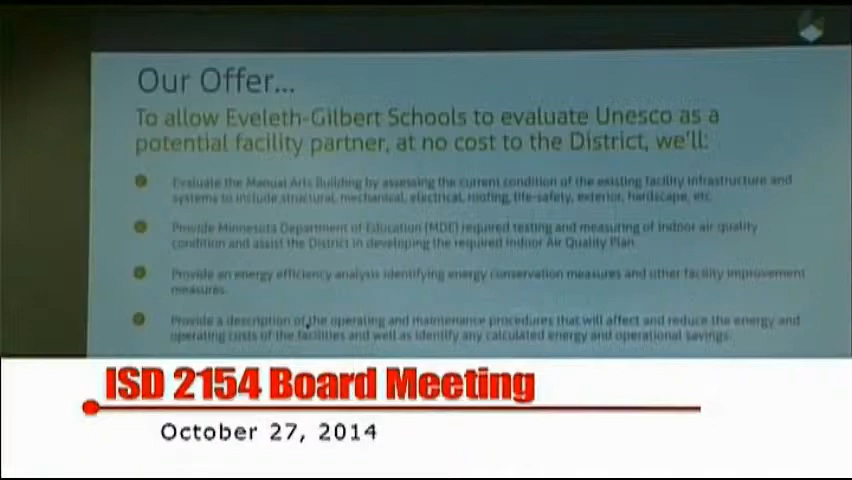 Our Offer...
To allow Eveleth-Gilbert Schools to evaluate Unesco as a
potential facility partner, at no cost to the District, we'll:
Evaluate the Manual Arts Building by assessing the current condition of the existing facility infrastructure and
systems to include structural, mechanical, electrical, roofing, life-safety, exterior, hardscape, etc.
Provide Minnesota Department of Education (MDE) required testing and measuring of indoor air quality
condition and assist the District in developing the required Indoor Air Quality Plan.
Provide an energy efficiency analysis identifying energy conservation measures and other facility improvement
measures.
Provide a description of the operating and maintenance procedures that will affect and reduce the energy and
operating costs of the facilities and well as identify any calculated energy and operational savings.
ISD 2154 Board Meeting
October 27, 2014